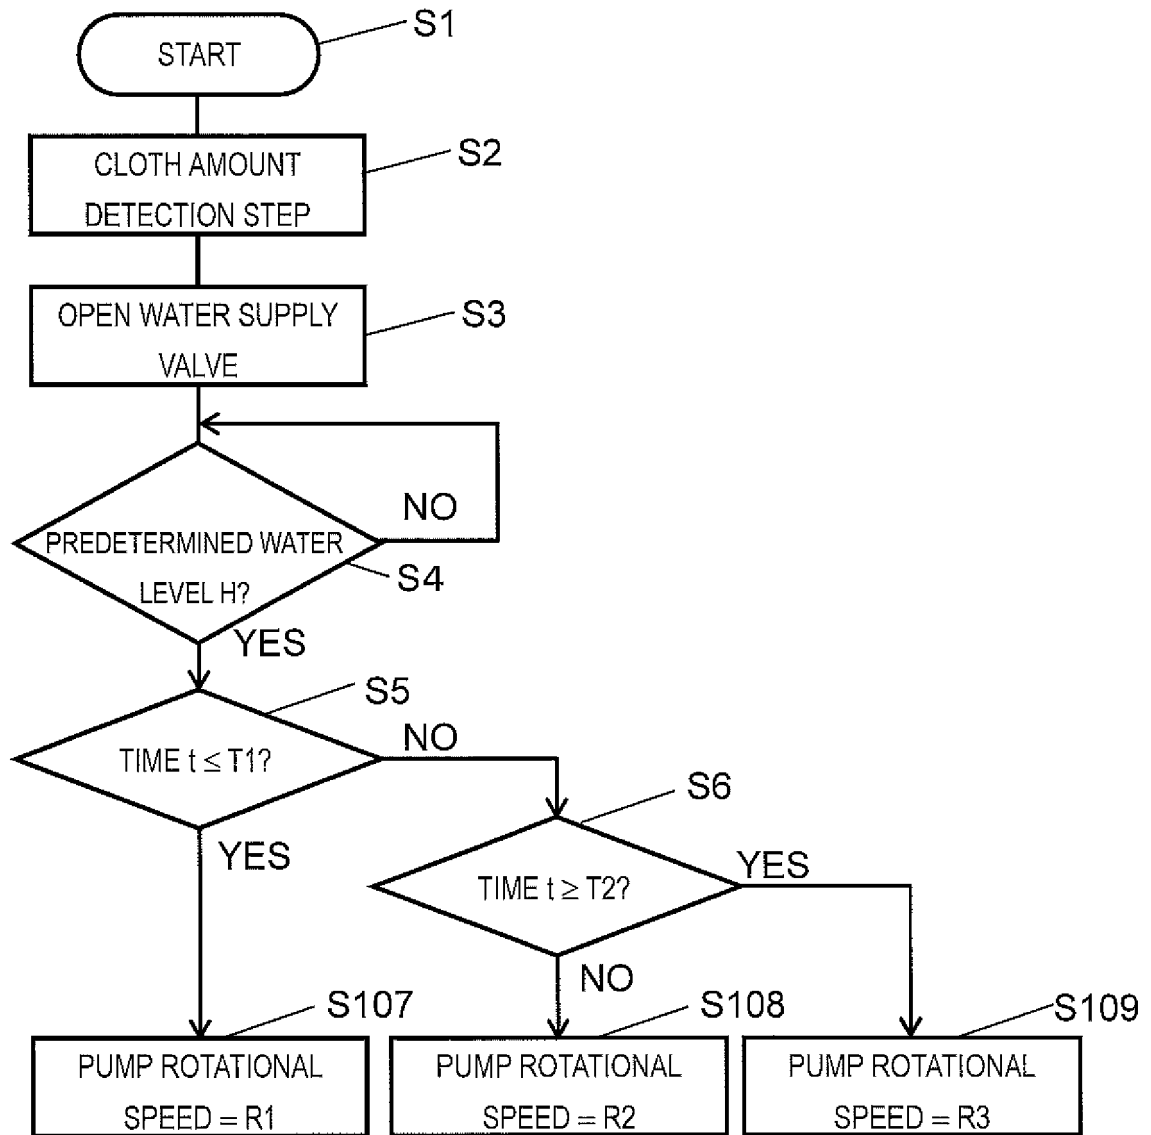 START
S1
CLOTH AMOUNT
DETECTION STEP
S2
OPEN WATER SUPPLY
VALVE
S3
NO
PREDETERMINED WATER
LEVEL H?
S4
YES
S5
TIME t ≤ T1?
NO
YES
S6
TIME t ≥ T2?
YES
NO
S107
PUMP ROTATIONAL
SPEED = R1
S108
PUMP ROTATIONAL
SPEED = R2
S109
PUMP ROTATIONAL
SPEED = R3